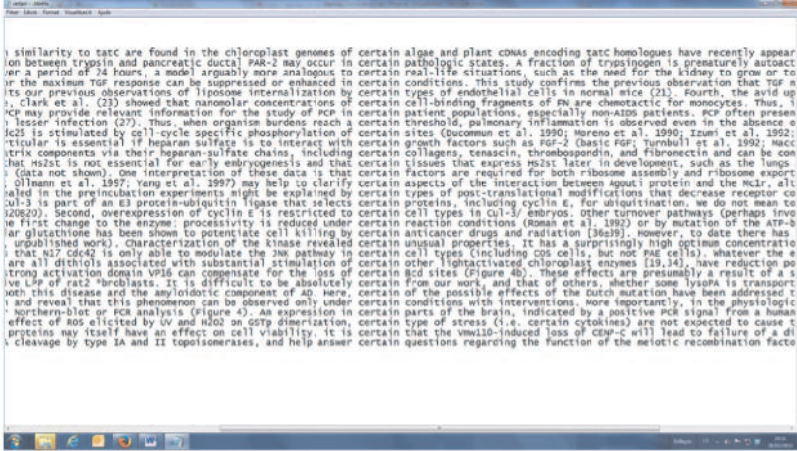 certain - Jotekno
Fitxer Edició Format Visualització Ajuda
similarity to tatC are found in the chloroplast genomes of certain algae and plant cDNAs encoding tatC homologues have recently appear
ion between trypsin and pancreatic ductal PAR-2 may occur in certain pathologic states. A fraction of trypsinogen is prematurely autoact
ver a period of 24 hours, a model arguably more analogous to certain real-life situations, such as the need for the kidney to grow or to
or the maximum TGF response can be suppressed or enhanced in certain conditions. This study confirms the previous observation that TGF
its our previous observations of liposome internalization by certain types of endothelial cells in normal mice (21). Fourth, the avid up
, Clark et al. (23) showed that nanomolar concentrations of certain cell-binding fragments of FN are chemotactic for monocytes. Thus, i
PCP may provide relevant information for the study of PCP in certain patient populations, especially non-AIDS patients. PCP often presen
lesser infection (27). Thus, when organism burdens reach a certain threshold, pulmonary inflammation is observed even in the absence o
dc25 is stimulated by cell-cycle specific phosphorylation of certain sites (Ducommun et al. 1990; Moreno et al. 1990; Izumi et al. 1992;
rticular is essential if heparan sulfate is to interact with certain growth factors such as FGF-2 (basic FGF; Turnbull et al. 1992; Macc
trix components via their heparan-sulfate chains, including certain collagens, tenascin, thrombospondin, and fibronectin and can be con
that Hs2st is not essential for early embryogenesis and that certain tissues that express Hs2st later in development, such as the lungs
(data not shown). One interpretation of these data is that certain factors are required for both ribosome assembly and ribosome export
Ollmann et al. 1997; Yang et al. 1997) may help to clarify certain aspects of the interaction between Agouti protein and the Mc1r, alt
ealed in the preincubation experiments might be explained by certain types of post-translational modifications that decrease receptor co
ul-3 is part of an E3 protein-ubiquitin ligase that selects certain proteins, including cyclin E, for ubiquitination. We do not mean to
820820). Second, overexpression of cyclin E is restricted to certain cell types in Cul-3/ embryos. Other turnover pathways (perhaps invo
we first change to the enzyme: processivity is reduced under certain reaction conditions (Roman et al. 1992) or by mutation of the ATP-b
ar glutathione has been shown to potentiate cell killing by certain anticancer drugs and radiation [36¤39]. However, to date there has
unpublished work). Characterization of the kinase revealed certain unusual properties. It has a surprisingly high optimum concentratio
that N17 Cdc42 is only able to modulate the JNK pathway in certain cell types (including COS cells, but not PAE cells). whatever the e
are all dithiols associated with substantial stimulation of certain other lightactivated chloroplast enzymes [19,34], have reduction po
strong activation domain VP16 can compensate for the loss of certain Bcd sites (Figure 4b). These effects are presumably a result of a s
ve LPP of rat2 ®broblasts. It is difficult to be absolutely certain from our work, and that of others, whether some lysoPA is transport
both this disease and the amyloidotic component of AD. Here, certain of the possible effects of the Dutch mutation have been addressed t
and reveal that this phenomenon can be observed only under certain conditions with interventions. More importantly, in the physiologic
Northern-blot or PCR analysis (Figure 4). An expression in certain parts of the brain, indicated by a positive PCR signal from a human
effect of ROS elicited by UV and H2O2 on GSTp dimerization, certain type of stress (i.e. certain cytokines) are not expected to cause t
proteins may itself have an effect on cell viability. it is certain that the Vmw110-induced loss of CENP-C will lead to failure of a di
cleavage by type IA and II topoisomerases, and help answer certain questions regarding the function of the meiotic recombination facto